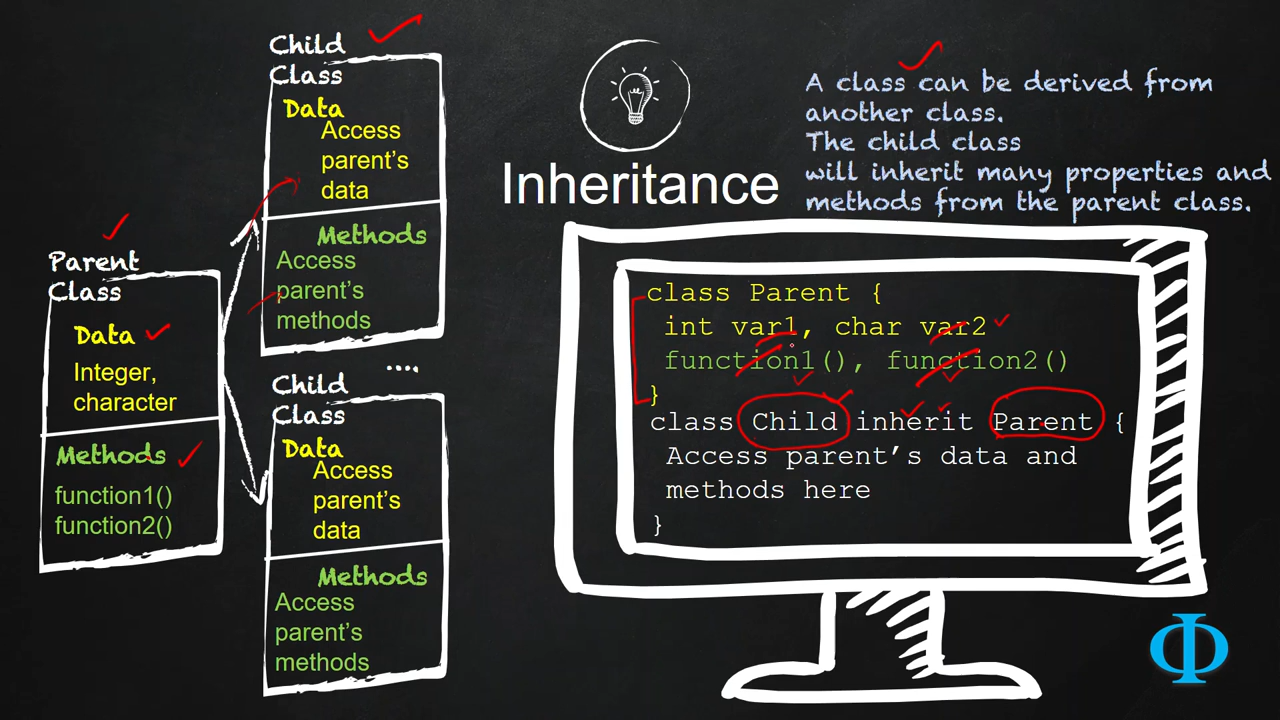 Child
Class
Data
Access
parent's
data
Methods
Access
parent's
methods
Parent
Class
Data
Integer,
character
Methods
function1()
function2()
....
Child
Class
Data
Access
parent's
data
Methods
Access
parent's
methods
Inheritance
A class can be derived from
another class.
The child class
will inherit many properties and
methods from the parent class.
class Parent {
int var1, char var2
function1(), function2()
}
class Child inherit Parent {
Access parent's data and
methods here
}
Φ